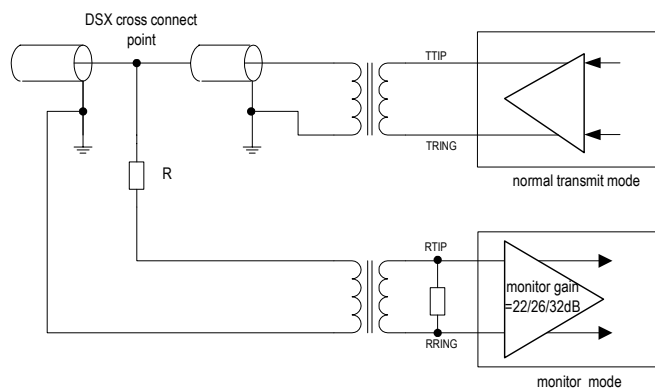 DSX cross connect
point
TTIP
TRING
normal transmit mode
R
RTIP
monitor gain
=22/26/32dB
RRING
monitor mode